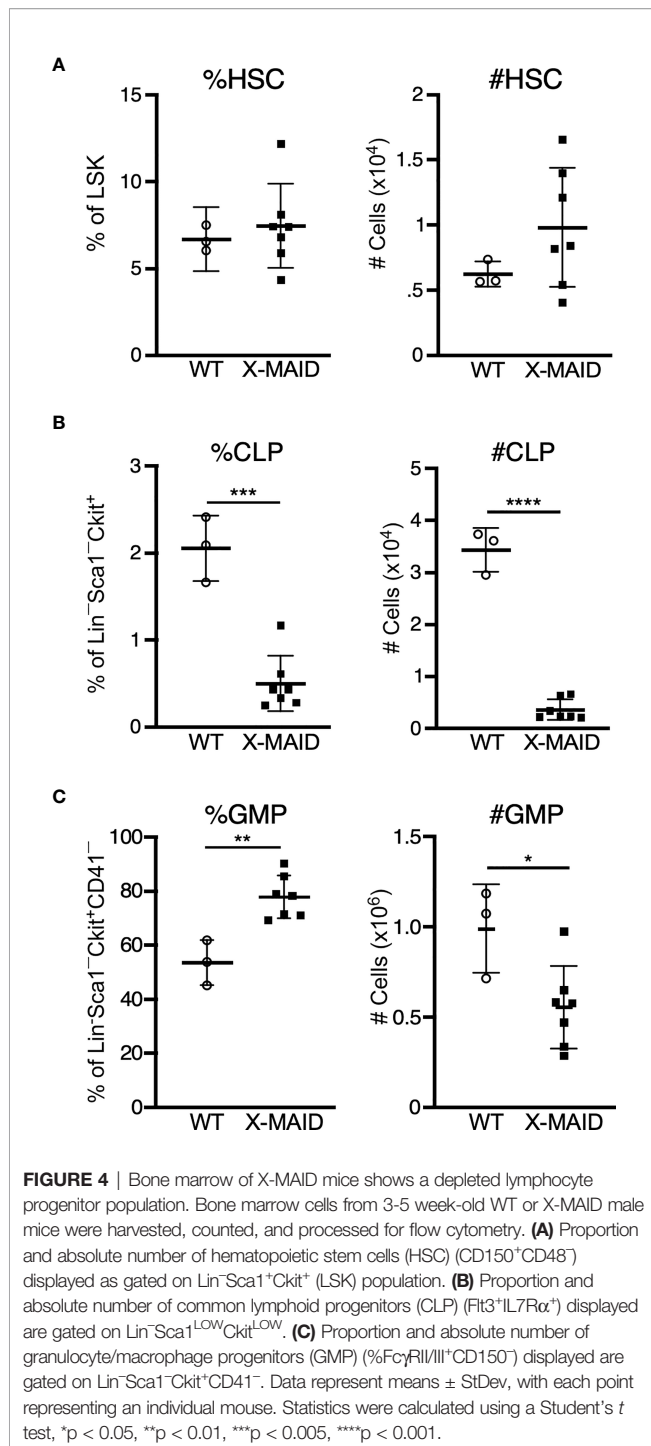 A
%HSC
#HSC
15
10
5
0
% of LSK
WT X-MAID
2
1.5
1
.5
0
# Cells (x10⁴)
WT X-MAID
B
%CLP
#CLP
3
2
1
0
% of Lin⁻Sca1⁻Ckit⁺
***
WT X-MAID
5
4
3
2
1
0
# Cells (x10⁴)
****
WT X-MAID
C
%GMP
#GMP
100
80
60
40
20
0
% of Lin⁻Sca1⁻Ckit⁺CD41⁻
**
WT X-MAID
1.5
1.0
0.5
0
# Cells (x10⁶)
*
WT X-MAID
FIGURE 4 | Bone marrow of X-MAID mice shows a depleted lymphocyte
progenitor population. Bone marrow cells from 3-5 week-old WT or X-MAID male
mice were harvested, counted, and processed for flow cytometry. (A) Proportion
and absolute number of hematopoietic stem cells (HSC) (CD150⁺CD48⁻)
displayed as gated on Lin⁻Sca1⁺Ckit⁺ (LSK) population. (B) Proportion and
absolute number of common lymphoid progenitors (CLP) (Flt3⁺IL7Rα⁺) displayed
are gated on Lin⁻Sca1ᴸᴼᵂCkitᴸᴼᵂ. (C) Proportion and absolute number of
granulocyte/macrophage progenitors (GMP) (%FcγRII/III⁺CD150⁻) displayed are
gated on Lin⁻Sca1⁻Ckit⁺CD41⁻. Data represent means ± StDev, with each point
representing an individual mouse. Statistics were calculated using a Student's t
test, *p < 0.05, **p < 0.01, ***p < 0.005, ****p < 0.001.